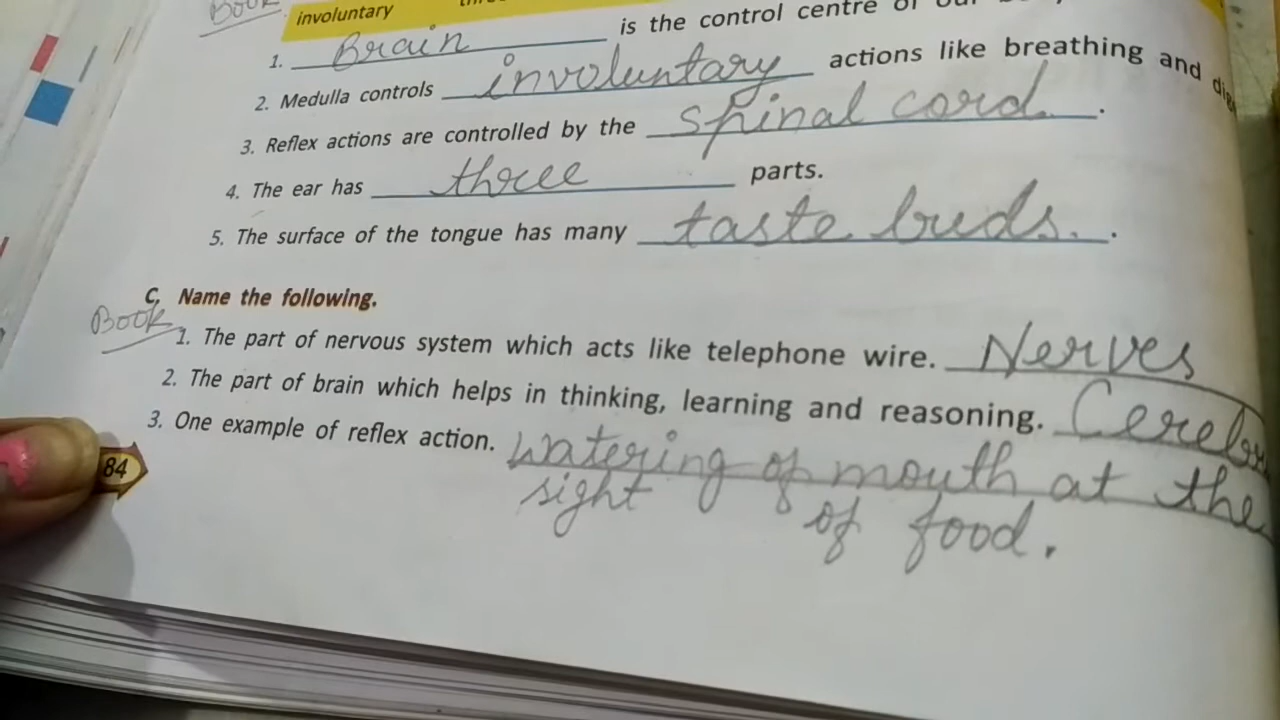 Book
involuntary
1. Brain is the control centre of our
2. Medulla controls involuntary actions like breathing and
3. Reflex actions are controlled by the spinal cord.
4. The ear has three parts.
5. The surface of the tongue has many taste buds.
C. Name the following.
Book
1. The part of nervous system which acts like telephone wire. Nerves
2. The part of brain which helps in thinking, learning and reasoning.
3. One example of reflex action. Watering of mouth at the
sight of food.
84